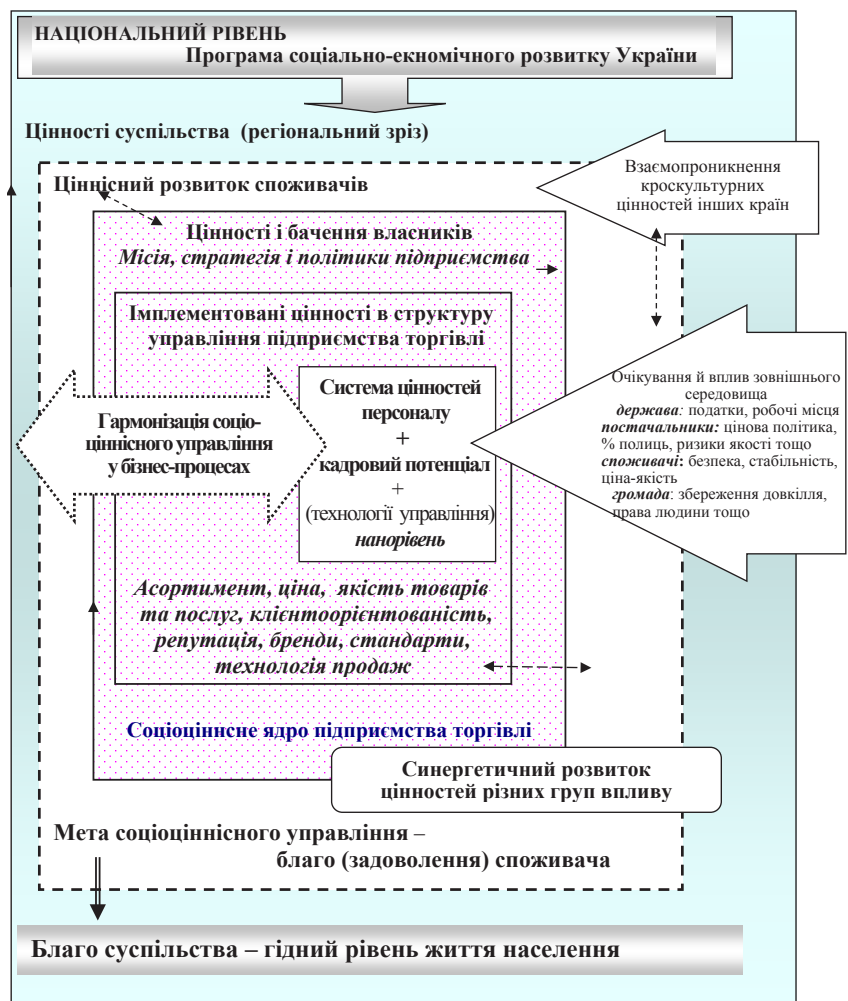 НАЦІОНАЛЬНИЙ РІВЕНЬ
Програма соціально-екномічного розвитку України
Цінності суспільства (регіональний зріз)
Взаємопроникнення
кроскультурних
цінностей інших країн
Ціннісний розвиток споживачів
Цінності і бачення власників
Місія, стратегія і політики підприємства
Імплементовані цінності в структуру
управління підприємства торгівлі
Гармонізація соціо-
ціннісного управління
у бізнес-процесах
Система цінностей
персоналу
+
кадровий потенціал
+
(технології управління)
нанорівень
Очікування й вплив зовнішнього
середовища
держава: податки, робочі місця
постачальники: цінова політика,
% полиць, ризики якості тощо
споживачі: безпека, стабільність,
ціна-якість
громада: збереження довкілля,
права людини тощо
Асортимент, ціна, якість товарів
та послуг, клієнтоорієнтованість,
репутація, бренди, стандарти,
технологія продаж
Соціоціннсне ядро підприємства торгівлі
Синергетичний розвиток
цінностей різних груп впливу
Мета соціоціннісного управління –
благо (задоволення) споживача
Благо суспільства – гідний рівень життя населення